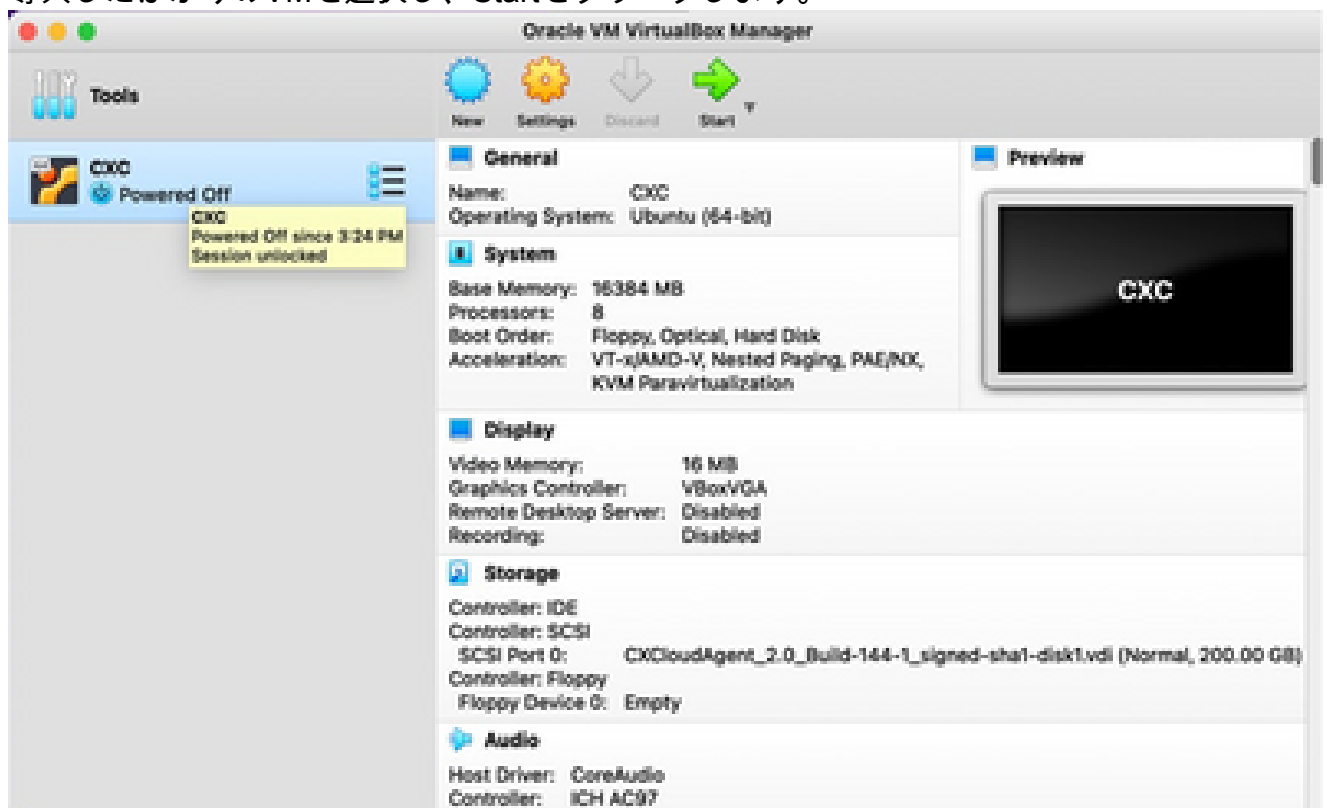 Oracle VM VirtualBox Manager
Tools
New Settings Discard Start
CXC
Powered Off
CXC
Powered Off since 3:24 PM
Session unlocked
General
Name: CXC
Operating System: Ubuntu (64-bit)
Preview
CXC
System
Base Memory: 16384 MB
Processors: 8
Boot Order: Floppy, Optical, Hard Disk
Acceleration: VT-x/AMD-V, Nested Paging, PAE/NX,
KVM Paravirtualization
Display
Video Memory: 16 MB
Graphics Controller: VBoxVGA
Remote Desktop Server: Disabled
Recording: Disabled
Storage
Controller: IDE
Controller: SCSI
SCSI Port 0: CXCloudAgent_2.0_Build-144-1_signed-sha1-disk1.vdi (Normal, 200.00 GB)
Controller: Floppy
Floppy Device 0: Empty
Audio
Host Driver: CoreAudio
Controller: ICH AC97